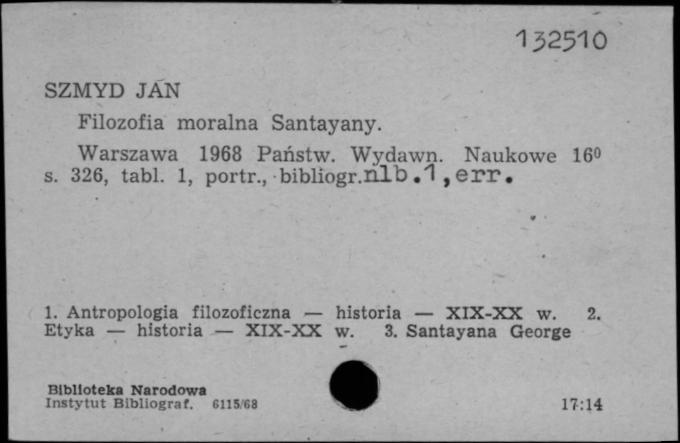 132510
SZMYD JAN
Filozofia moralna Santayany.
Warszawa 1968 Państw. Wydawn. Naukowe 16⁰
s. 326, tabl. 1, portr., bibliogr.nlb.1,err.
1. Antropologia filozoficzna — historia — XIX-XX w. 2.
Etyka — historia — XIX-XX w. 3. Santayana George
Biblioteka Narodowa
Instytut Bibliograf. 6115/68 17:14